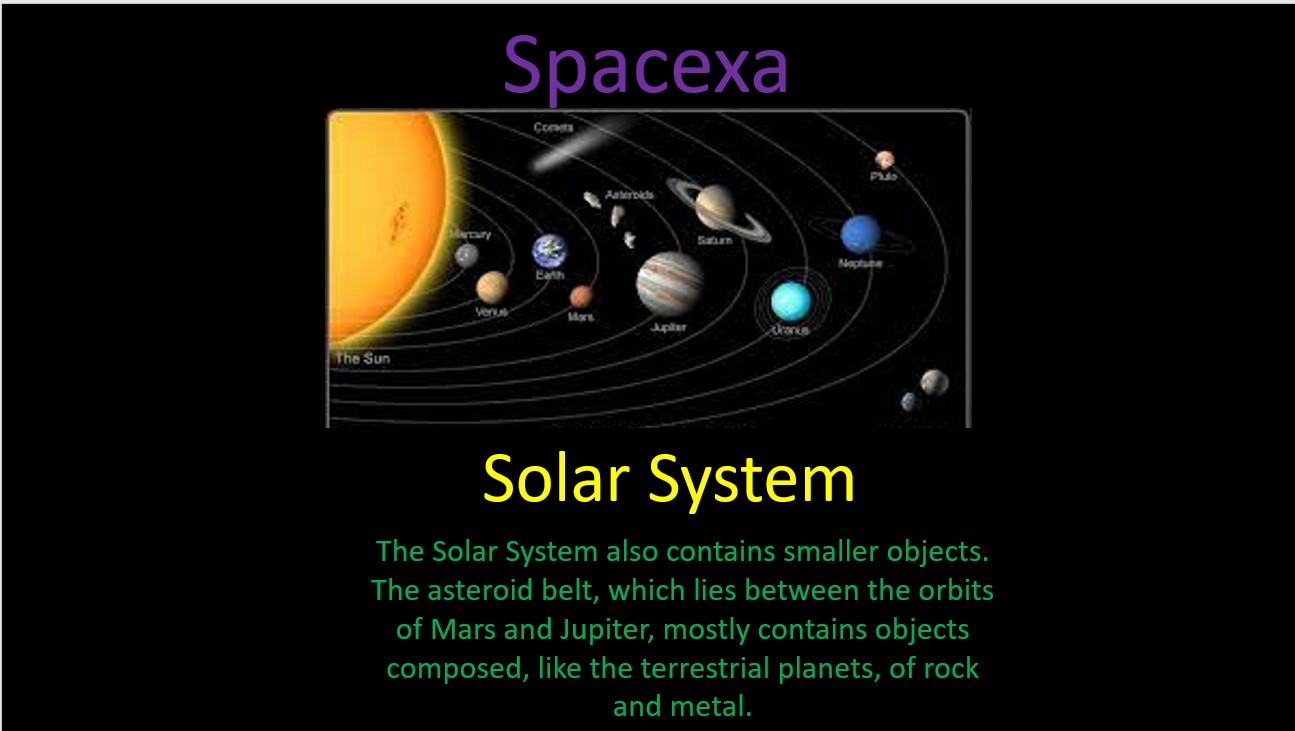 Spacexa
Comets
Pluto
Asteroids
Mercury
Saturn
Neptune
Earth
Venus
Mars
Jupiter
Uranus
The Sun
Solar System
The Solar System also contains smaller objects.
The asteroid belt, which lies between the orbits
of Mars and Jupiter, mostly contains objects
composed, like the terrestrial planets, of rock
and metal.